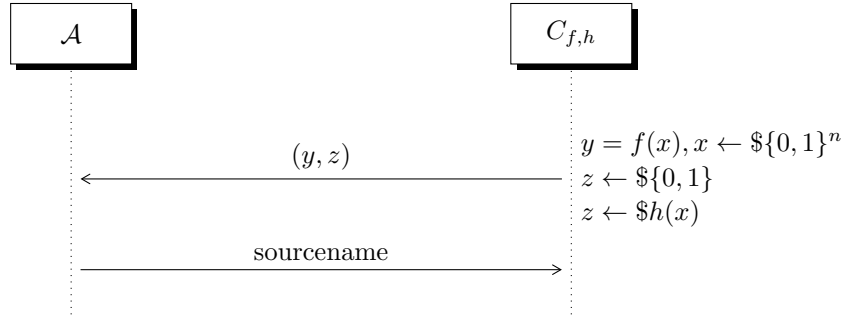 𝒜
C_{f,h}
y = f(x), x ← ${0, 1}^n
(y, z)
z ← ${0, 1}
z ← $h(x)
sourcename